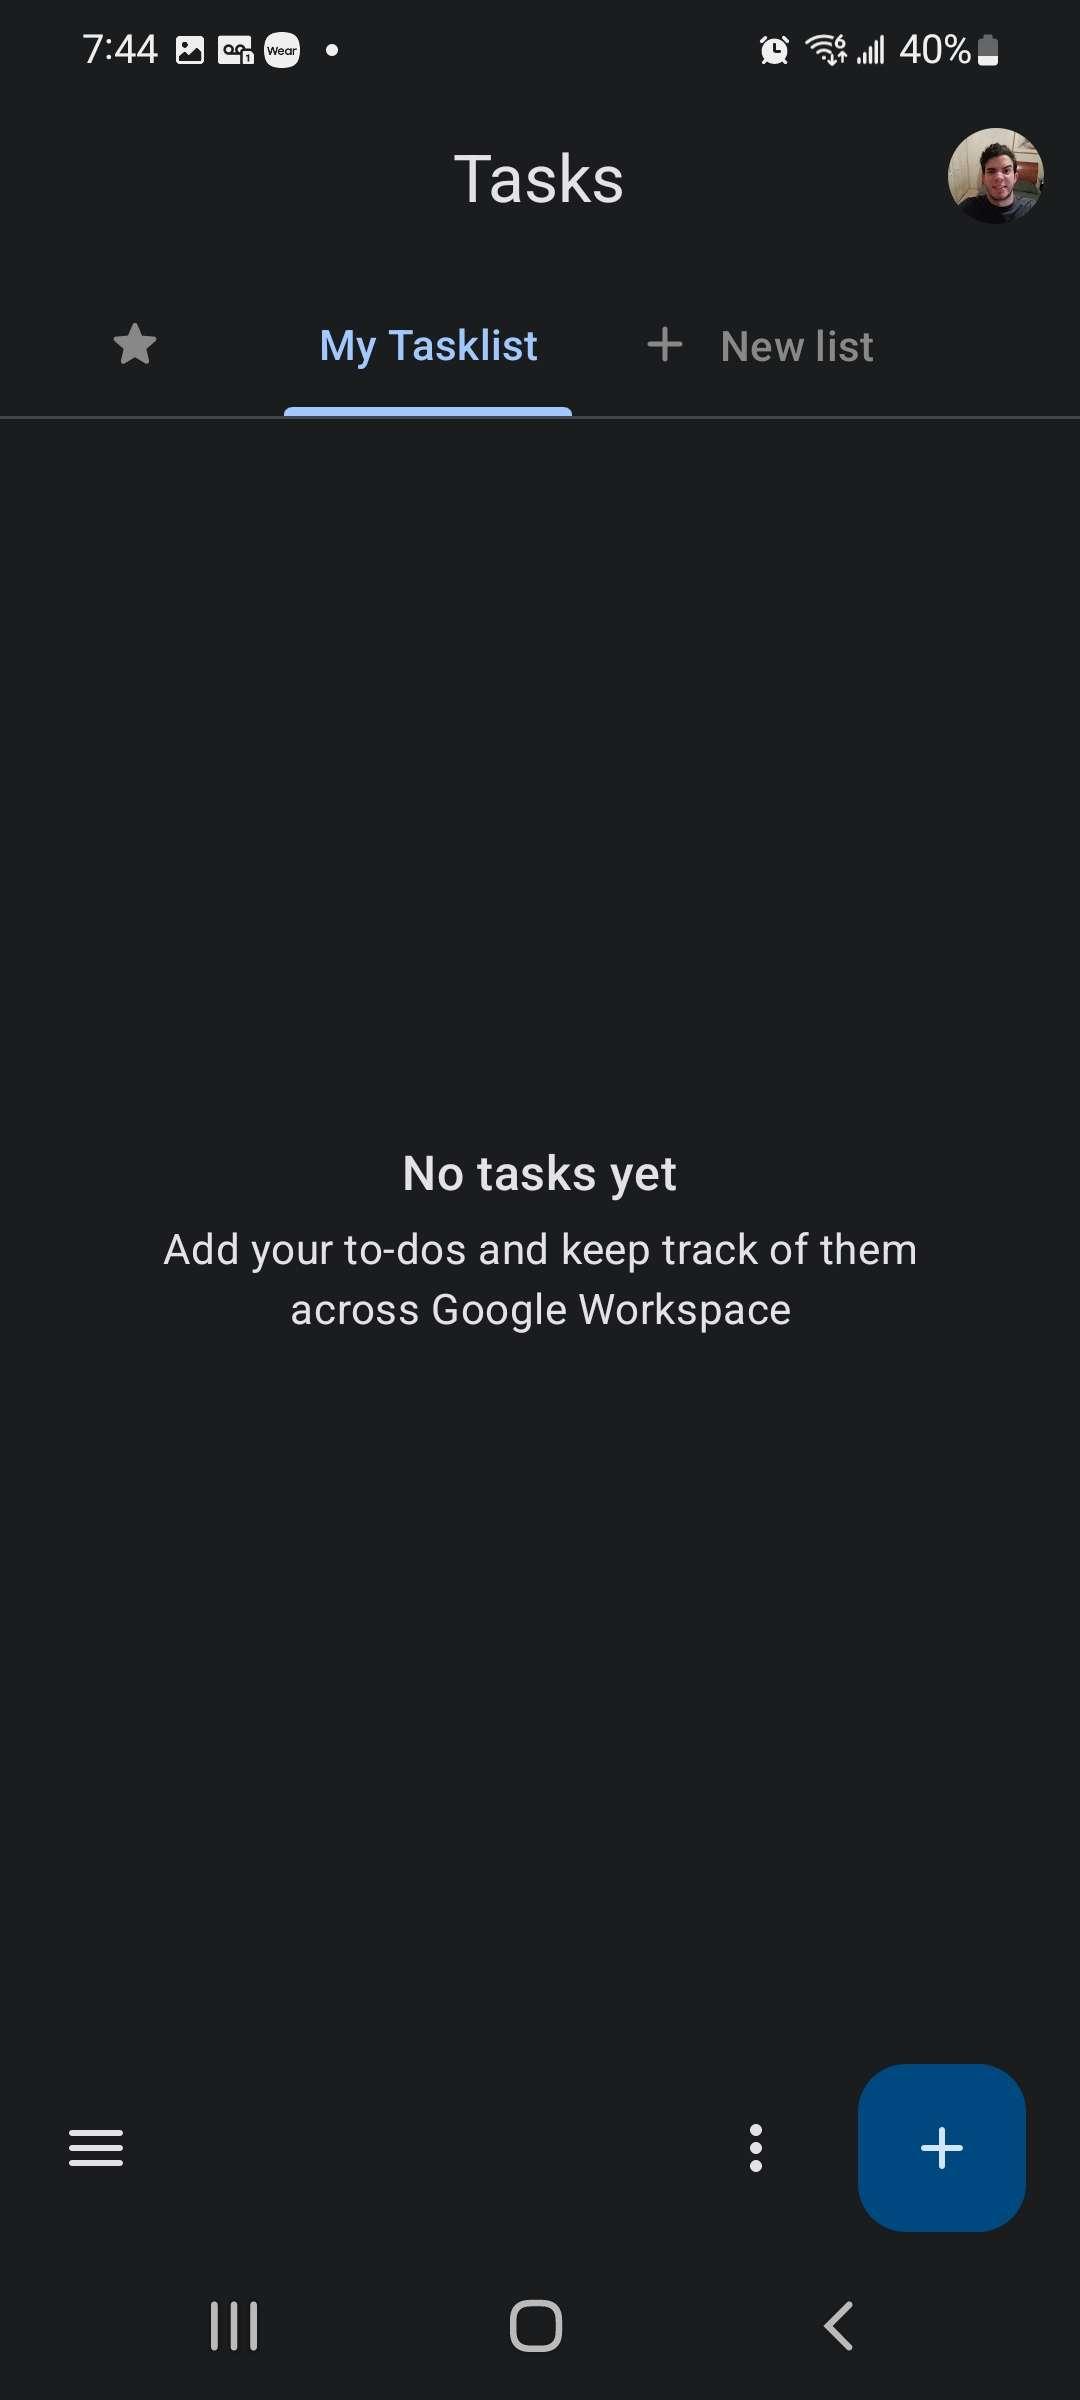 7:44 Wear 40%
Tasks
My Tasklist + New list
No tasks yet
Add your to-dos and keep track of them
across Google Workspace